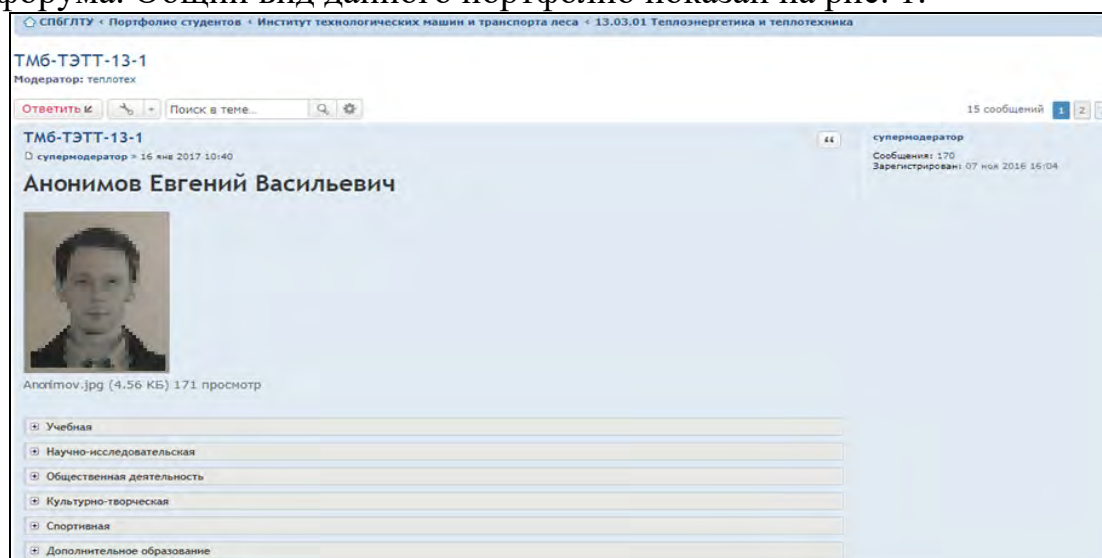 форума. Общий вид данного портфолио показан на рис. 1.
СПбГЛТУ ‹ Портфолио студентов ‹ Институт технологических машин и транспорта леса ‹ 13.03.01 Теплоэнергетика и теплотехника
ТМб-ТЭТТ-13-1
Модератор: теплотех
Ответить
Поиск в теме…
15 сообщений 1 2
ТМб-ТЭТТ-13-1
супермодератор » 16 янв 2017 10:40
Анонимов Евгений Васильевич
супермодератор
Сообщения: 170
Зарегистрирован: 07 ноя 2016 16:04
Anonimov.jpg (4.56 КБ) 171 просмотр
Учебная
Научно-исследовательская
Общественная деятельность
Культурно-творческая
Спортивная
Дополнительное образование